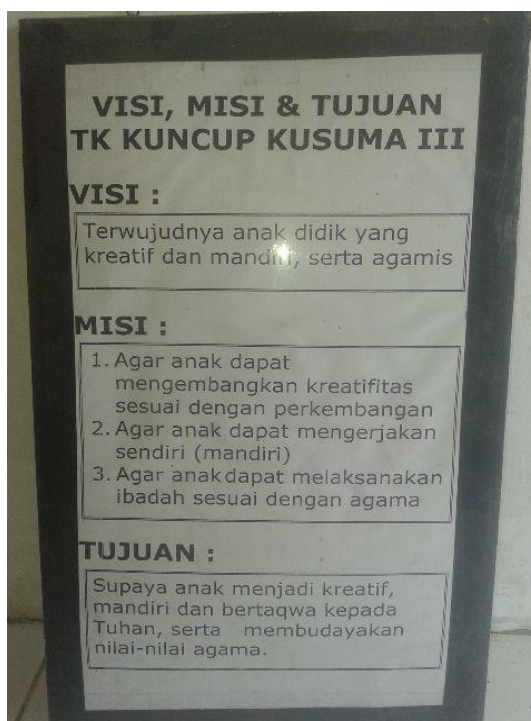 VISI, MISI & TUJUAN
TK KUNCUP KUSUMA III
VISI :
Terwujudnya anak didik yang
kreatif dan mandiri, serta agamis
MISI :
1. Agar anak dapat
mengembangkan kreatifitas
sesuai dengan perkembangan
2. Agar anak dapat mengerjakan
sendiri (mandiri)
3. Agar anak dapat melaksanakan
ibadah sesuai dengan agama
TUJUAN :
Supaya anak menjadi kreatif,
mandiri dan bertaqwa kepada
Tuhan, serta membudayakan
nilai-nilai agama.